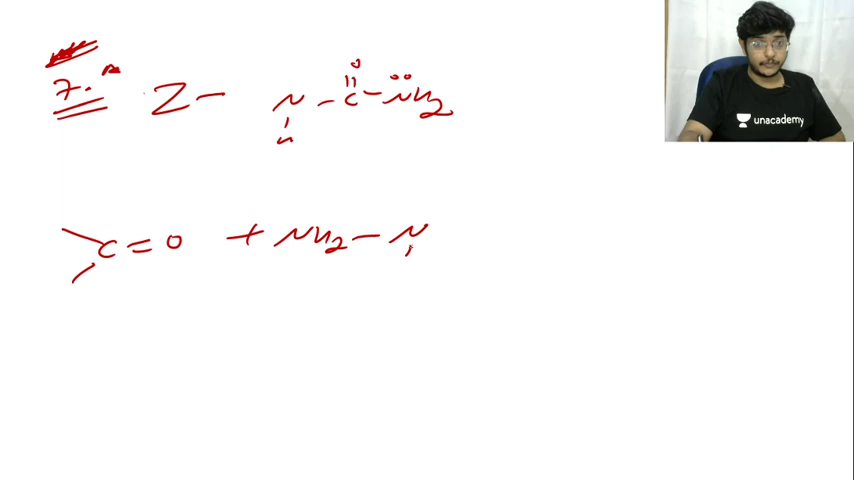 7. Z - N - C - NH2
O
H
C = O + NH2 - N
unacademy